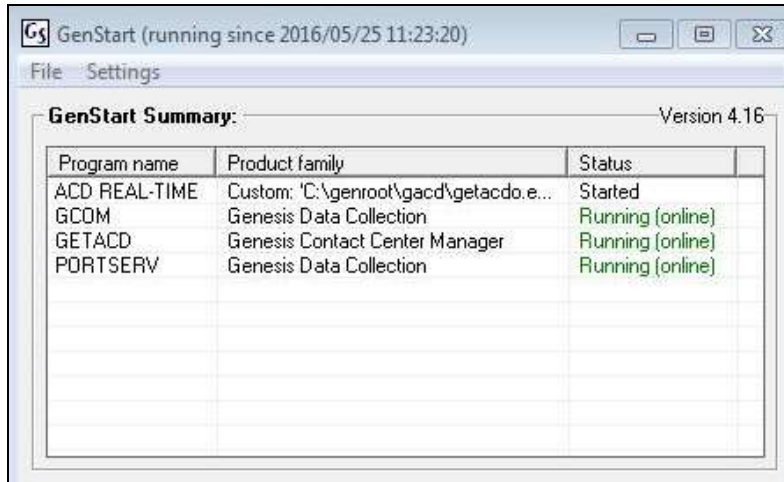 GS GenStart (running since 2016/05/25 11:23:20)
File Settings
GenStart Summary: Version 4.16
Program name Product family Status
ACD REAL-TIME Custom: 'C:\genroot\gacd\getacdo.e... Started
GCOM Genesis Data Collection Running (online)
GETACD Genesis Contact Center Manager Running (online)
PORTSERV Genesis Data Collection Running (online)